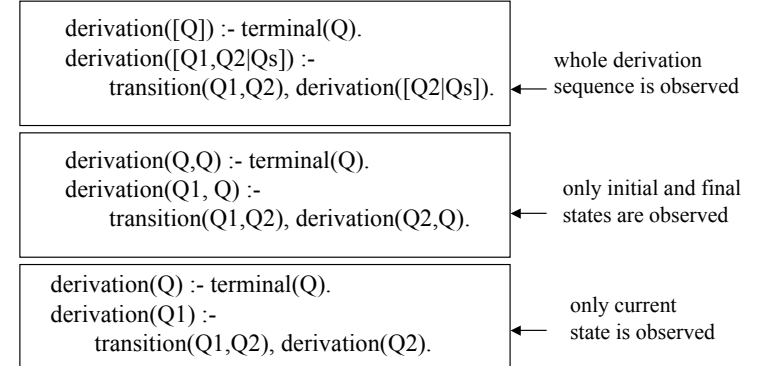 derivation([Q]) :- terminal(Q).
derivation([Q1,Q2|Qs]) :-
transition(Q1,Q2), derivation([Q2|Qs]).
whole derivation
sequence is observed
derivation(Q,Q) :- terminal(Q).
derivation(Q1, Q) :-
transition(Q1,Q2), derivation(Q2,Q).
only initial and final
states are observed
derivation(Q) :- terminal(Q).
derivation(Q1) :-
transition(Q1,Q2), derivation(Q2).
only current
state is observed